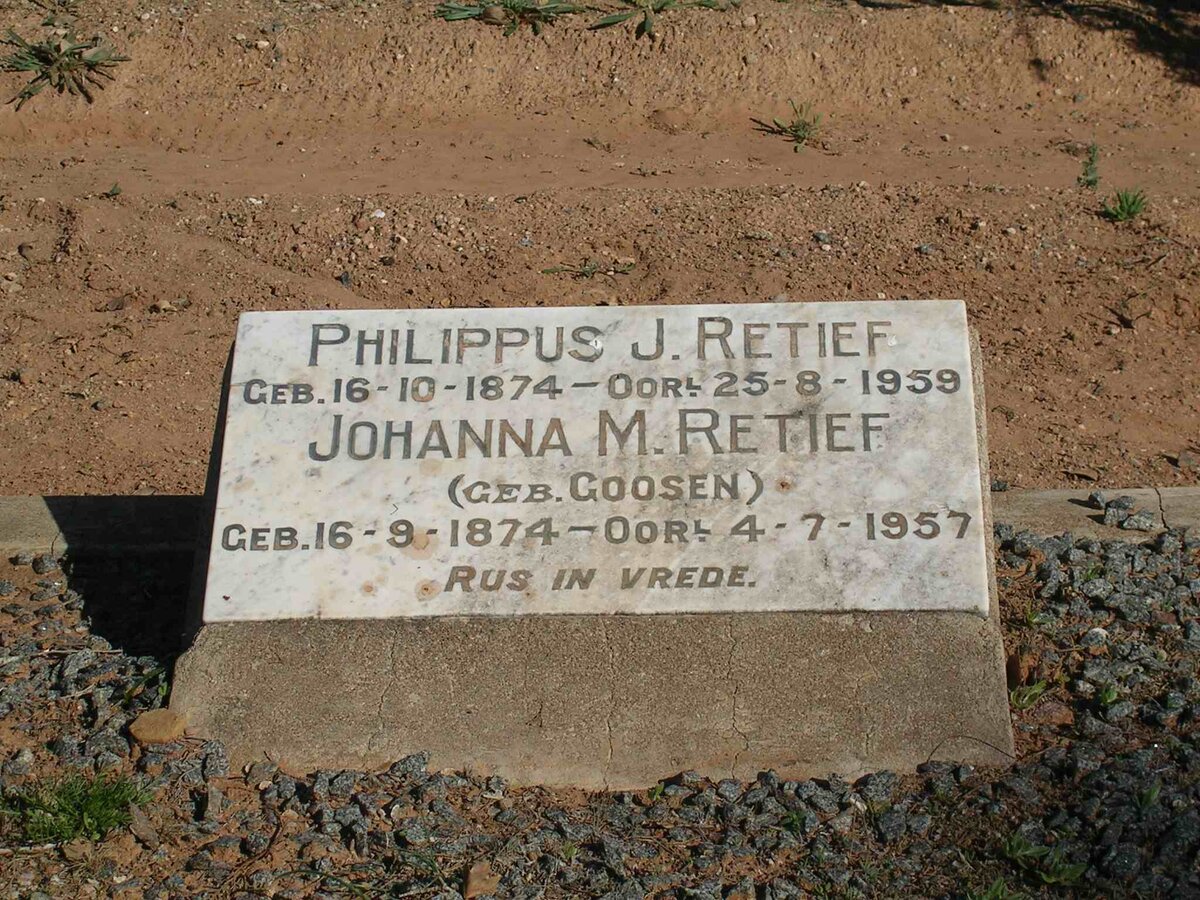 PHILIPPUS J. RETIEF
GEB. 16-10-1874 - OORL. 25-8-1959
JOHANNA M. RETIEF
(GEB. GOOSEN)
GEB. 16-9-1874 - OORL. 4-7-1957
RUS IN VREDE.